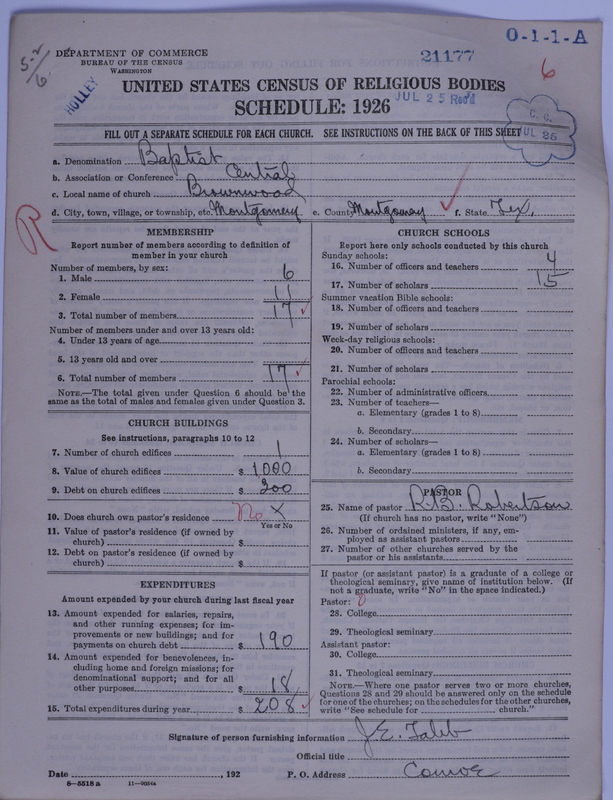 5-2/6
DEPARTMENT OF COMMERCE
BUREAU OF THE CENSUS
WASHINGTON
HOLLEY
21177
0-1-1-A
6
UNITED STATES CENSUS OF RELIGIOUS BODIES
SCHEDULE: 1926
JUL 25 Rec'd
C. C.
JUL 26
FILL OUT A SEPARATE SCHEDULE FOR EACH CHURCH. SEE INSTRUCTIONS ON THE BACK OF THIS SHEET
a. Denomination Baptist
b. Association or Conference Central
c. Local name of church Brownwood
d. City, town, village, or township, etc. Montgomery e. County Montgomery f. State Tex.
R
MEMBERSHIP
Report number of members according to definition of
member in your church
Number of members, by sex:
1. Male 6
2. Female 11
3. Total number of members 17
Number of members under and over 13 years old:
4. Under 13 years of age
5. 13 years old and over
6. Total number of members 17
NOTE.—The total given under Question 6 should be the
same as the total of males and females given under Question 3.
CHURCH BUILDINGS
See instructions, paragraphs 10 to 12
7. Number of church edifices 1
8. Value of church edifices $ 1000
9. Debt on church edifices $ 200
10. Does church own pastor's residence No X
Yes or No
11. Value of pastor's residence (if owned by
church) $
12. Debt on pastor's residence (if owned by
church) $
EXPENDITURES
Amount expended by your church during last fiscal year
13. Amount expended for salaries, repairs,
and other running expenses; for im-
provements or new buildings; and for
payments on church debt $ 190
14. Amount expended for benevolences, in-
cluding home and foreign missions; for
denominational support; and for all
other purposes $ 18
15. Total expenditures during year $ 208
CHURCH SCHOOLS
Report here only schools conducted by this church
Sunday schools:
16. Number of officers and teachers 4
17. Number of scholars 15
Summer vacation Bible schools:
18. Number of officers and teachers
19. Number of scholars
Week-day religious schools:
20. Number of officers and teachers
21. Number of scholars
Parochial schools:
22. Number of administrative officers
23. Number of teachers—
a. Elementary (grades 1 to 8)
b. Secondary
24. Number of scholars—
a. Elementary (grades 1 to 8)
b. Secondary
PASTOR
25. Name of pastor R.B. Robertson
(If church has no pastor, write "None")
26. Number of ordained ministers, if any, em-
ployed as assistant pastors
27. Number of other churches served by the
pastor or his assistants
If pastor (or assistant pastor) is a graduate of a college or
theological seminary, give name of institution below. (If
not a graduate, write "No" in the space indicated.)
Pastor: 0
28. College
29. Theological seminary
Assistant pastor:
30. College
31. Theological seminary
NOTE.—Where one pastor serves two or more churches,
Questions 28 and 29 should be answered only on the schedule
for one of the churches; on the schedules for the other churches,
write "See schedule for church."
Signature of person furnishing information J.E. Taleb
Official title
Date , 192 P. O. Address Conroe
8—5518a 11—9034a